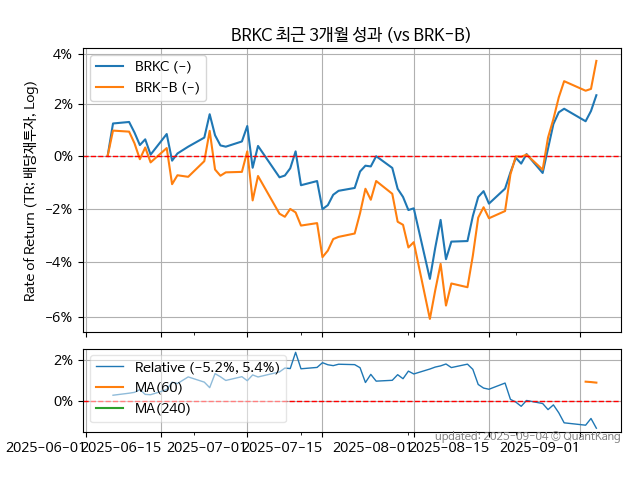 BRKC 최근 3개월 성과 (vs BRK-B)
Rate of Return (TR: 배당재투자, Log)
4%
2%
0%
-2%
-4%
-6%
BRKC (-)
BRK-B (-)
2%
0%
Relative (-5.2%, 5.4%)
MA(60)
MA(240)
updated: 2025-09-04 © QuantKang
2025-06-01 2025-06-15 2025-07-01 2025-07-15 2025-08-01 2025-08-15 2025-09-01